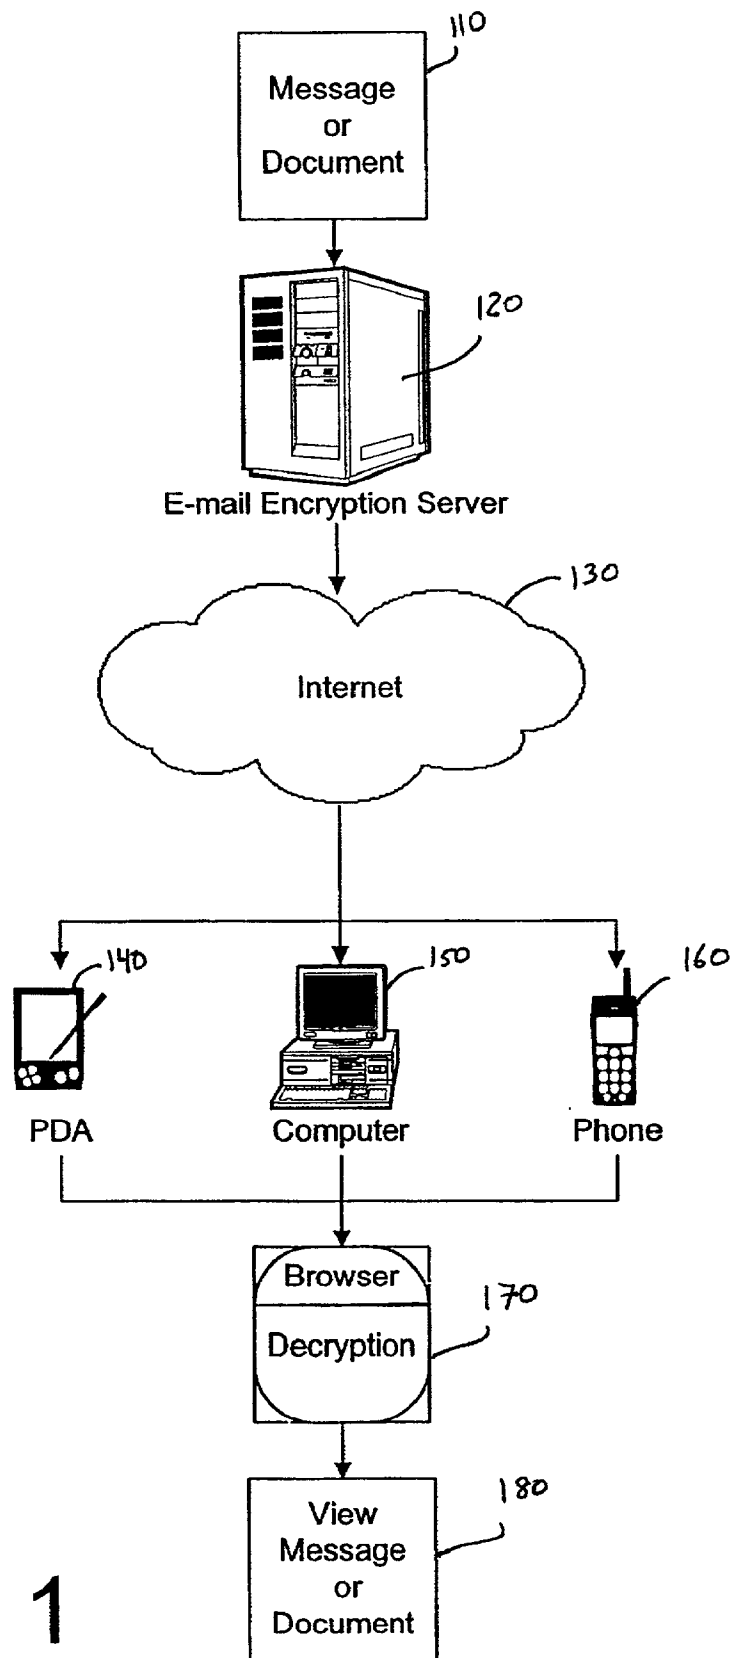 110
Message
or
Document
120
E-mail Encryption Server
130
Internet
140
150
160
PDA
Computer
Phone
Browser
170
Decryption
180
View
Message
or
Document
1